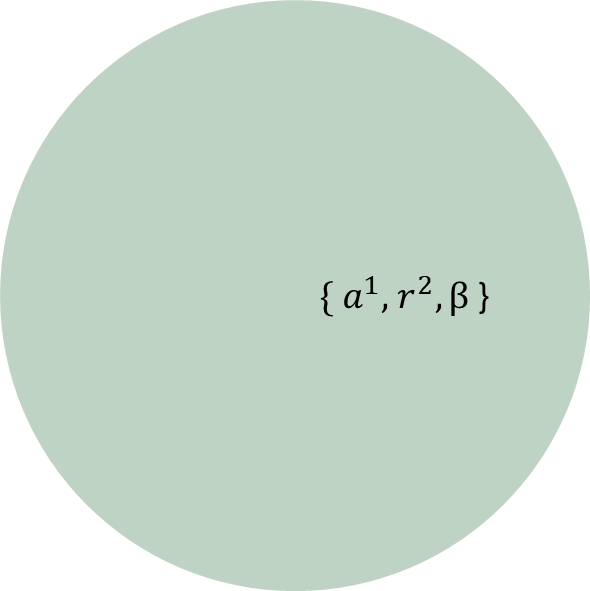 { a¹, r², β }